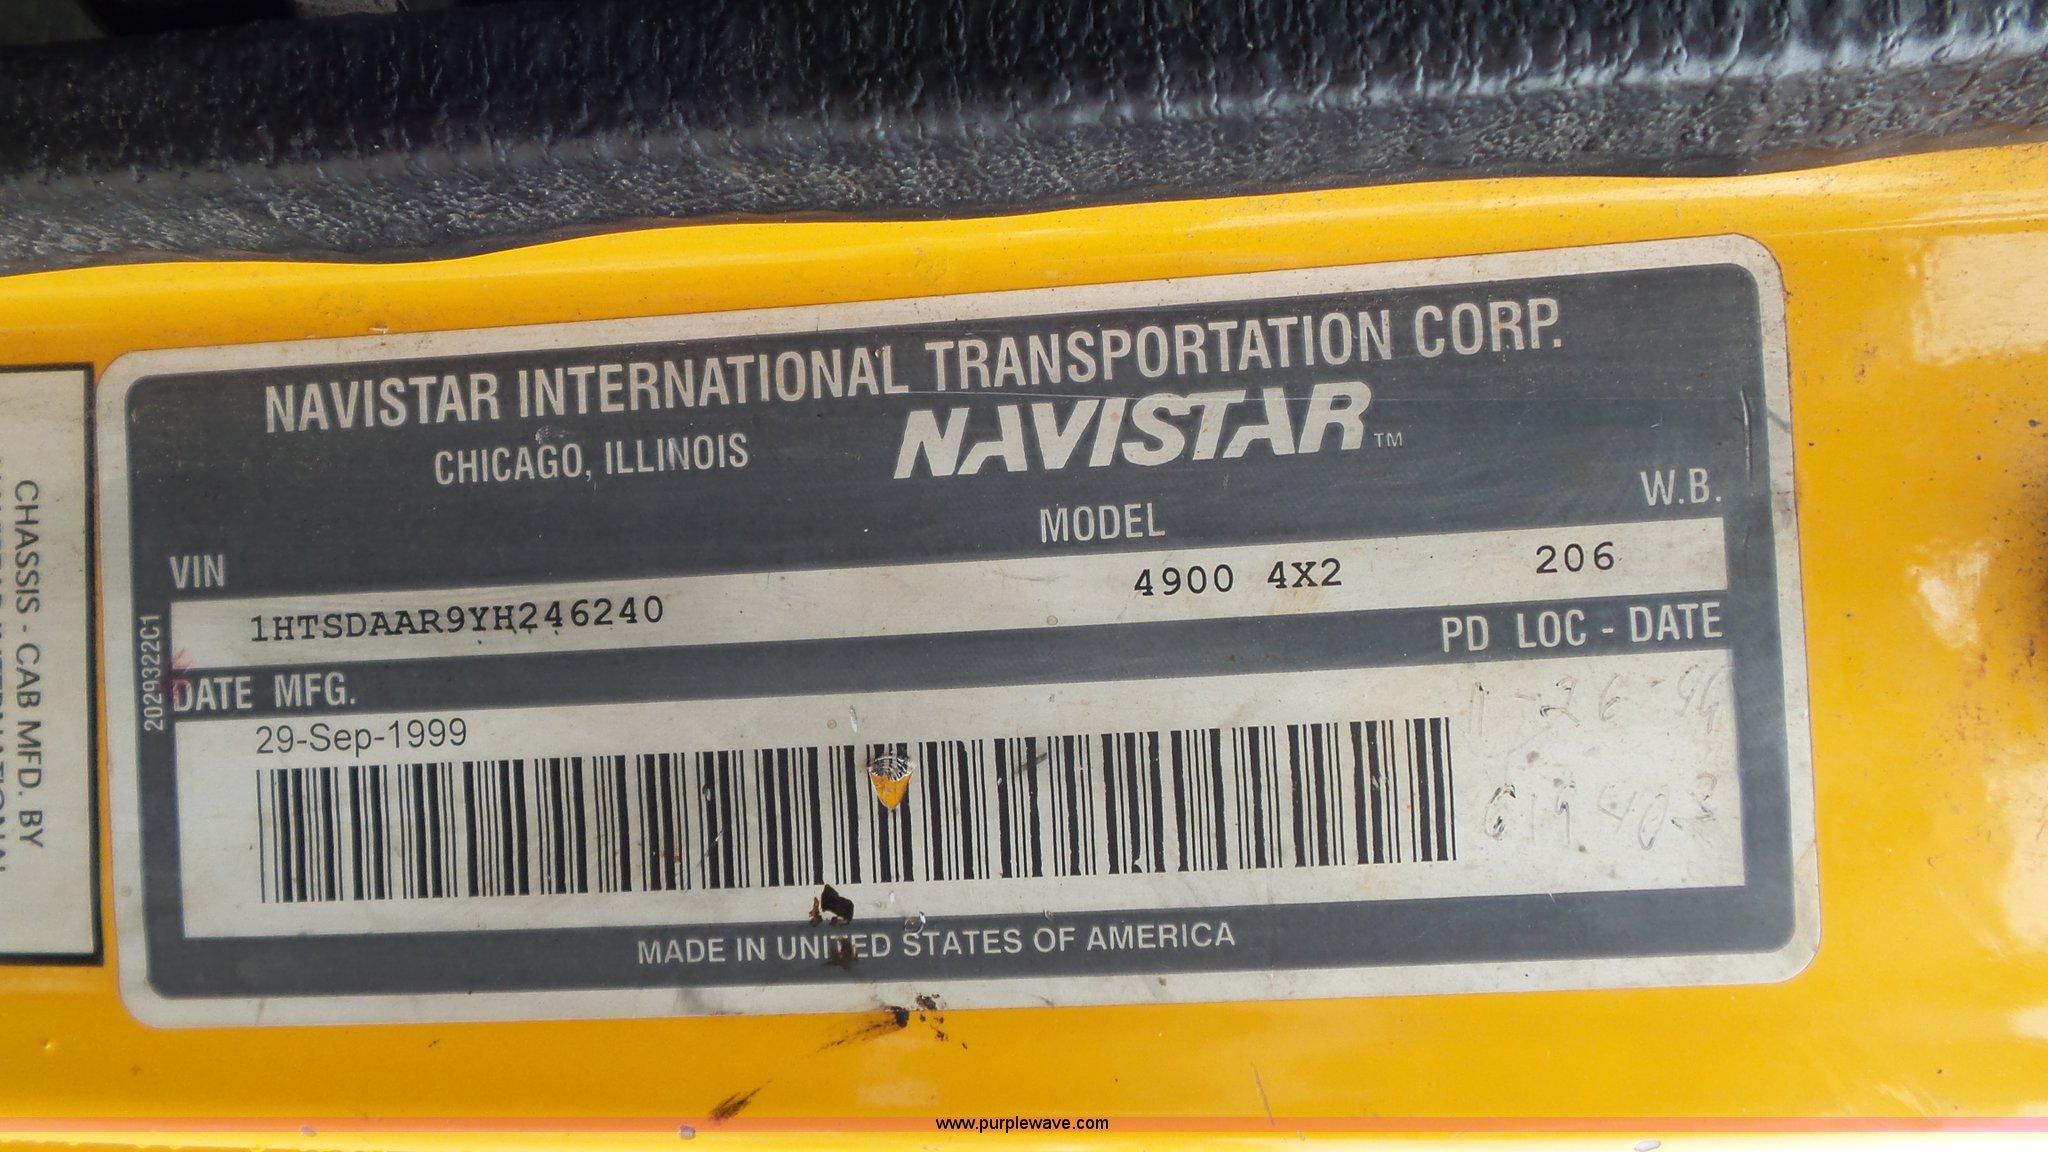 NAVISTAR INTERNATIONAL TRANSPORTATION CORP.
CHICAGO, ILLINOIS
NAVISTAR™
VIN
MODEL
W.B.
1HTSDAAR9YH246240
4900 4X2
206
DATE MFG.
PD LOC - DATE
29-Sep-1999
2029322C1
MADE IN UNITED STATES OF AMERICA
CHASSIS - CAB MFD. BY
www.purplewave.com